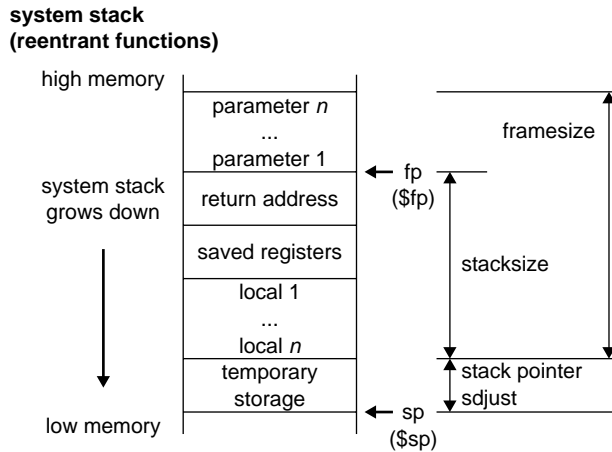 system stack
(reentrant functions)
high memory
parameter n
...
parameter 1
framesize
fp
($fp)
system stack
grows down
return address
saved registers
stacksize
local 1
...
local n
temporary
storage
stack pointer
sdjust
low memory
sp
($sp)